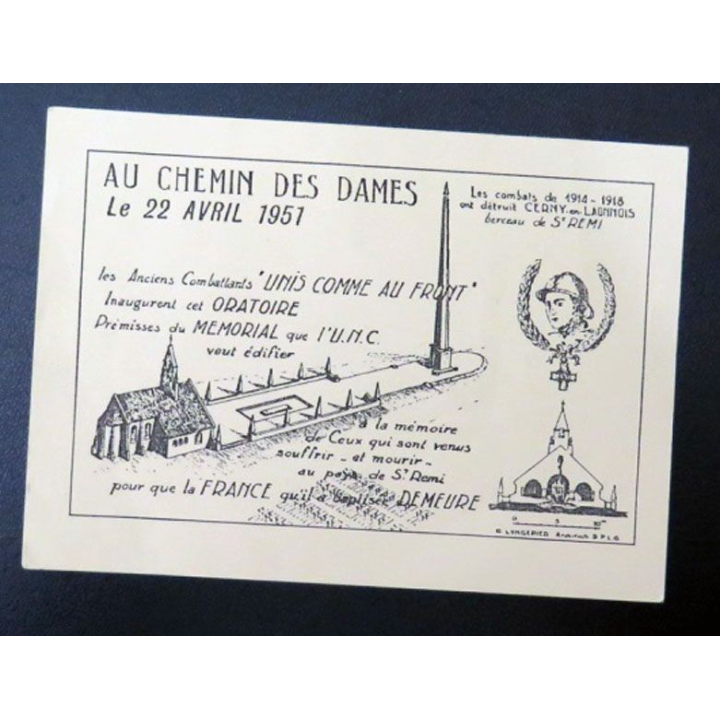 AU CHEMIN DES DAMES
Le 22 AVRIL 1951
Les combats de 1914 - 1918
ont détruit CERNY-en-LAONNOIS
berceau de St REMI
les Anciens Combattants "UNIS COMME AU FRONT"
Inaugurent cet ORATOIRE
Prémisses du MEMORIAL que l'U.N.C.
veut édifier
à la mémoire
de Ceux qui sont venus
souffrir - et mourir -
au pays de St Remi
pour que la FRANCE qu'il a baptisée DEMEURE
0 5 10m
D.P.L.G